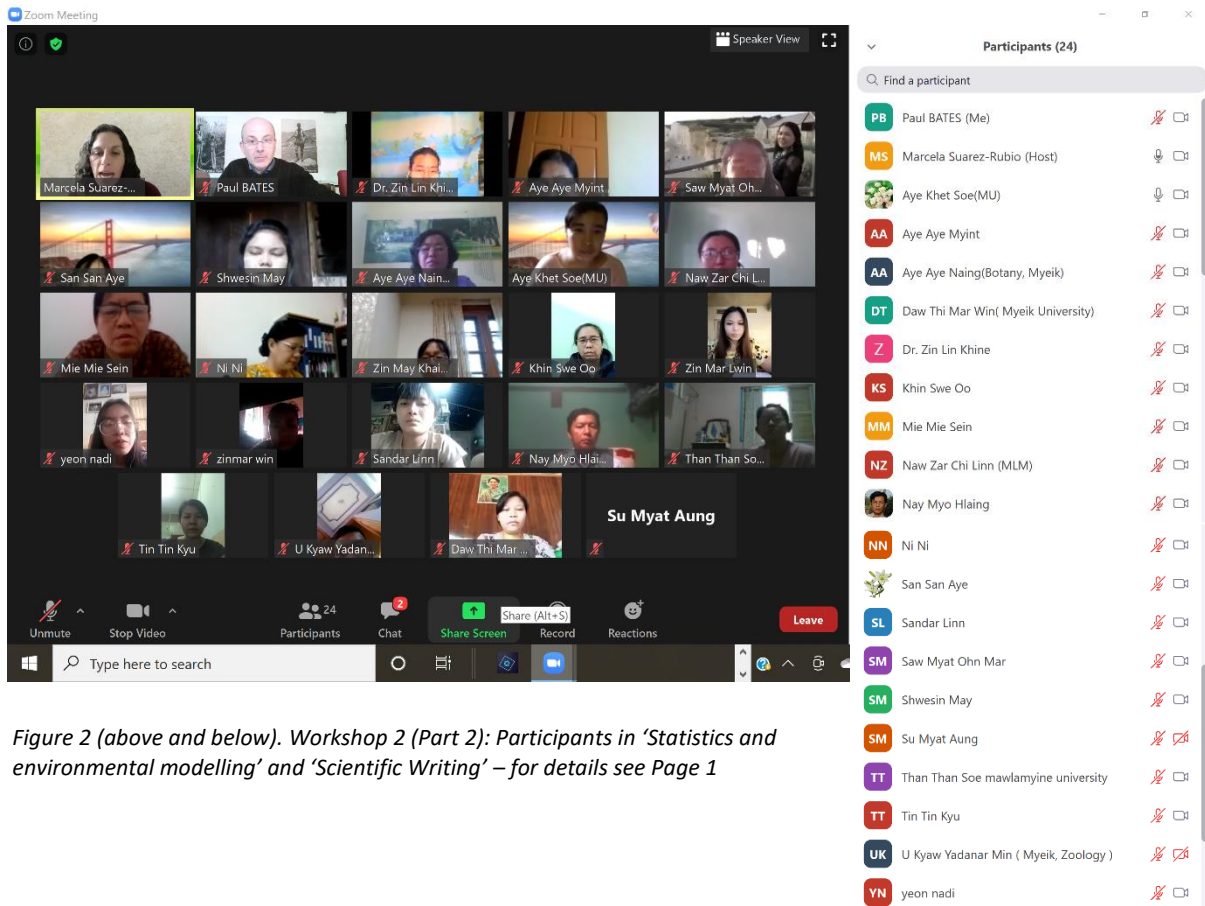 Zoom Meeting
Speaker View
Marcela Suarez-...
Paul BATES
Dr. Zin Lin Khi...
Aye Aye Myint
Saw Myat Oh...
San San Aye
Shwesin May
Aye Aye Nain...
Aye Khet Soe(MU)
Naw Zar Chi L...
Mie Mie Sein
Ni Ni
Zin May Khai...
Khin Swe Oo
Zin Mar Lwin
yeon nadi
zinmar win
Sandar Linn
Nay Myo Hlai...
Than Than So...
Tin Tin Kyu
U Kyaw Yadan...
Daw Thi Mar ...
Su Myat Aung
Unmute
Stop Video
24
Participants
2
Chat
Share Screen
Share (Alt+S)
Record
Reactions
Leave
Type here to search
Figure 2 (above and below). Workshop 2 (Part 2): Participants in ‘Statistics and
environmental modelling’ and ‘Scientific Writing’ – for details see Page 1
Participants (24)
Find a participant
PB Paul BATES (Me)
MS Marcela Suarez-Rubio (Host)
Aye Khet Soe(MU)
AA Aye Aye Myint
AA Aye Aye Naing(Botany, Myeik)
DT Daw Thi Mar Win( Myeik University)
Z Dr. Zin Lin Khine
KS Khin Swe Oo
MM Mie Mie Sein
NZ Naw Zar Chi Linn (MLM)
Nay Myo Hlaing
NN Ni Ni
San San Aye
SL Sandar Linn
SM Saw Myat Ohn Mar
SM Shwesin May
SM Su Myat Aung
TT Than Than Soe mawlamyine university
TT Tin Tin Kyu
UK U Kyaw Yadanar Min ( Myeik, Zoology )
YN yeon nadi